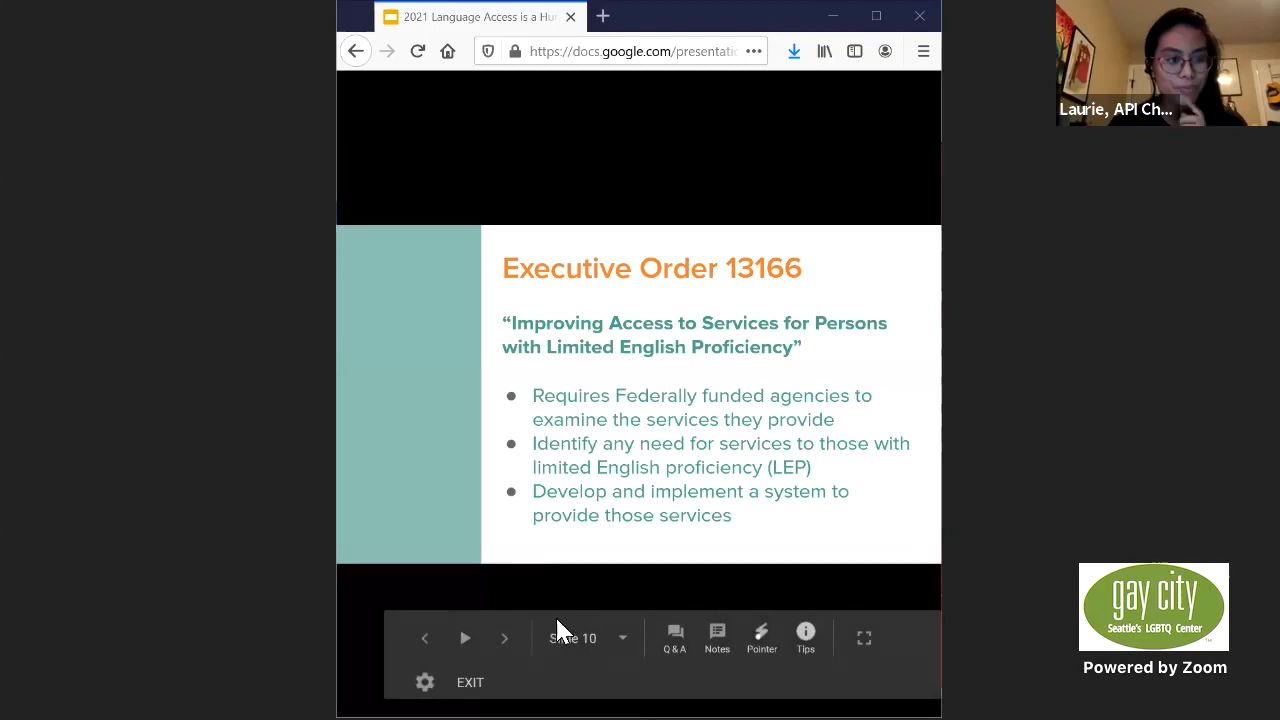 2021 Language Access is a Hu
https://docs.google.com/presentati
Laurie, API Ch...
Executive Order 13166
“Improving Access to Services for Persons
with Limited English Proficiency”
● Requires Federally funded agencies to
examine the services they provide
● Identify any need for services to those with
limited English proficiency (LEP)
● Develop and implement a system to
provide those services
Slide 10
Q & A
Notes
Pointer
Tips
EXIT
gay city
Seattle's LGBTQ Center
TM
Powered by Zoom